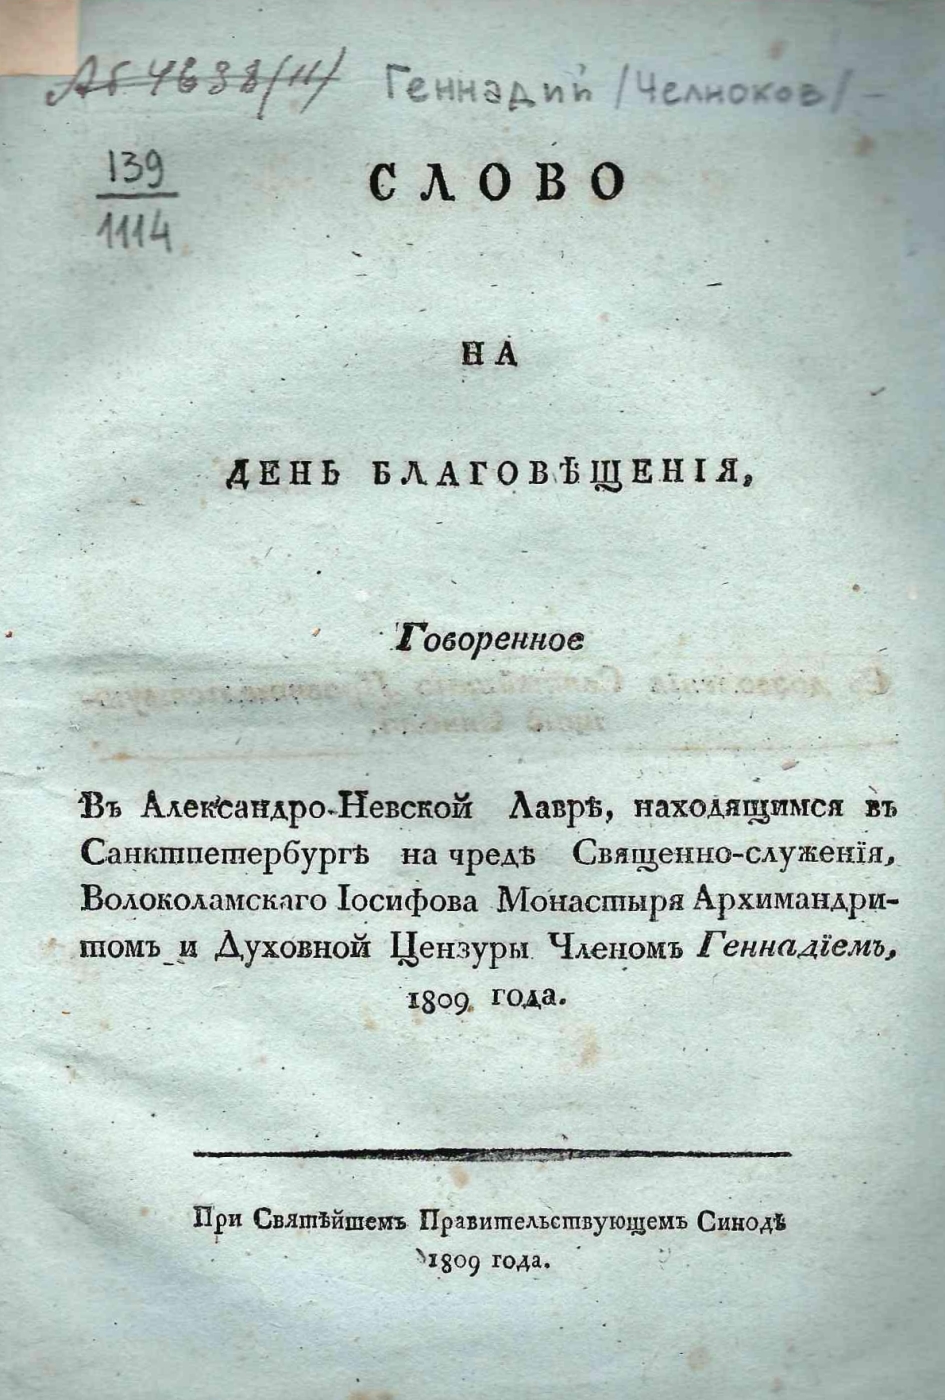 Аб 4638(11) Геннадий /Челноков/ –
139
1114
СЛОВО
НА
ДЕНЬ БЛАГОВѢЩЕНІЯ,
Говоренное
Въ Александро-Невской Лаврѣ, находящимся въ
Санктпетербургѣ на чредѣ Священно-служенїя,
Волоколамскаго Іосифова Монастыря Архимандри-
томъ и Духовной Цензуры Членомъ Геннадїемъ,
1809 года.
При Святѣйшемъ Правительствующемъ Синодѣ
1809 года.